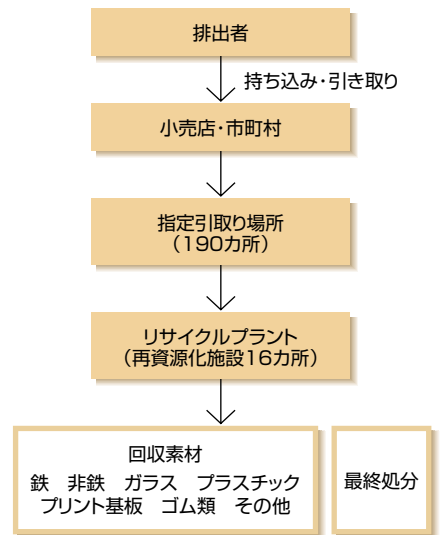 排出者
持ち込み・引き取り
小売店・市町村
指定引取り場所
（190カ所）
リサイクルプラント
（再資源化施設16カ所）
回収素材
鉄　非鉄　ガラス　プラスチック
プリント基板　ゴム類　その他
最終処分